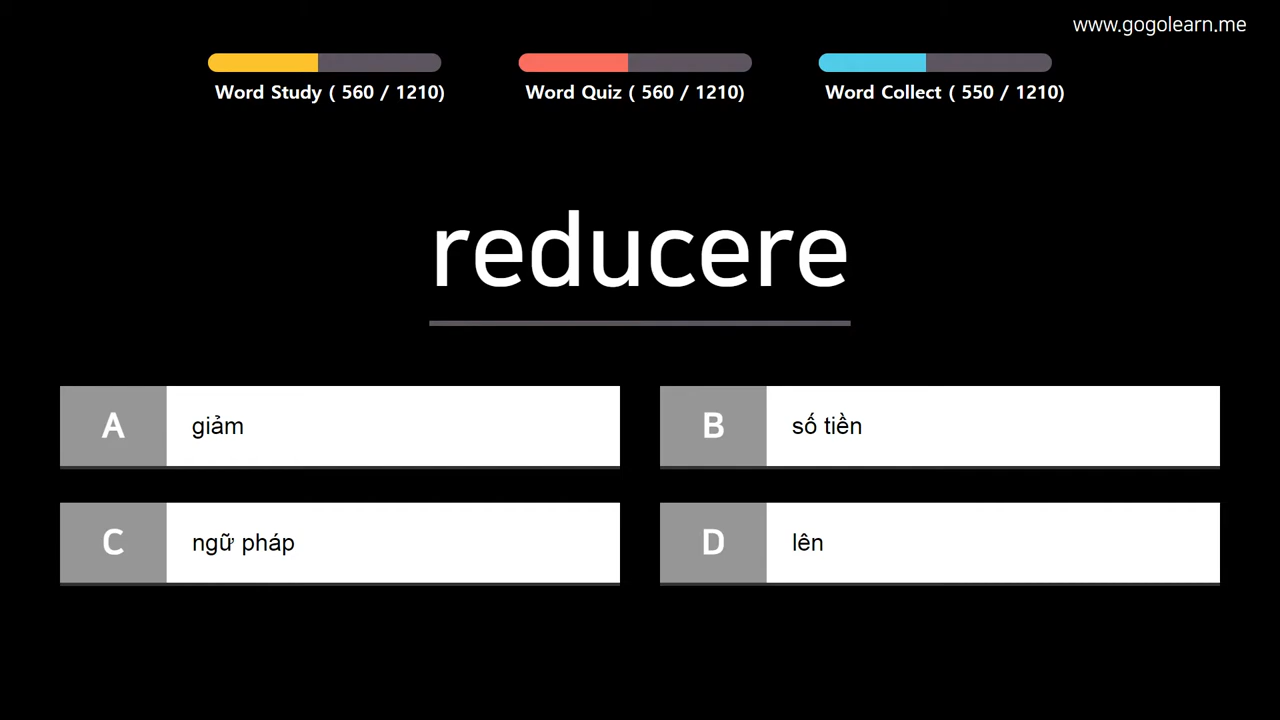 www.gogolearn.me
Word Study ( 560 / 1210)
Word Quiz ( 560 / 1210)
Word Collect ( 550 / 1210)
reducere
A giảm
B số tiền
C ngữ pháp
D lên